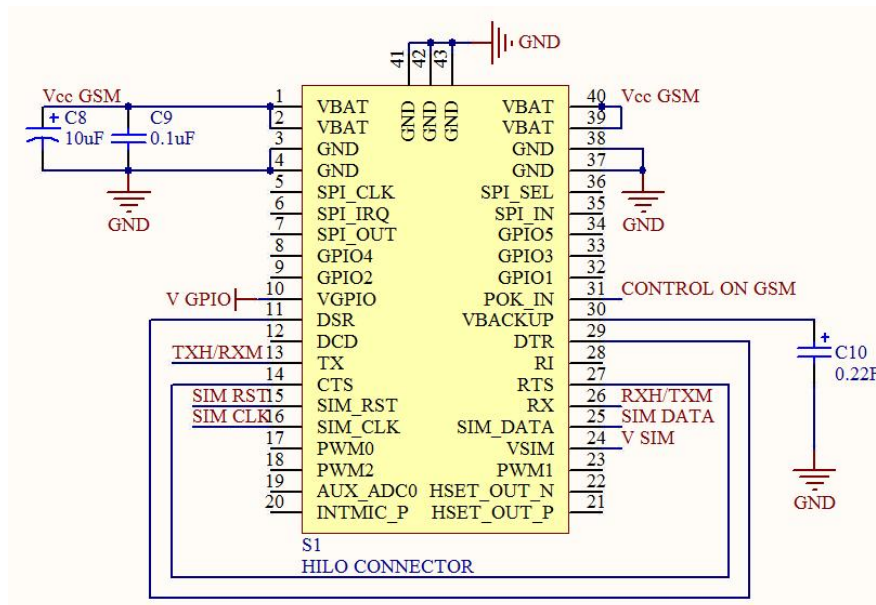 GND
41 42 43
GND GND GND
Vcc GSM
+ C8
10uF
C9
0.1uF
GND
1 VBAT
2 VBAT
3 GND
4 GND
5 SPI_CLK
6 SPI_IRQ
7 SPI_OUT
8 GPIO4
9 GPIO2
V GPIO 10 VGPIO
11 DSR
12 DCD
TXH/RXM 13 TX
14 CTS
SIM RST 15 SIM_RST
SIM CLK 16 SIM_CLK
17 PWM0
18 PWM2
19 AUX_ADC0
20 INTMIC_P
VBAT 40 Vcc GSM
VBAT 39
GND 38
GND 37
GND
SPI_SEL 36
SPI_IN 35
GPIO5 34
GPIO3 33
GPIO1 32
POK_IN 31 CONTROL ON GSM
VBACKUP 30
DTR 29
RI 28
RTS 27
RX 26 RXH/TXM
SIM_DATA 25 SIM DATA
VSIM 24 V SIM
PWM1 23
HSET_OUT_N 22
HSET_OUT_P 21
+
C10
0.22F
GND
S1
HILO CONNECTOR